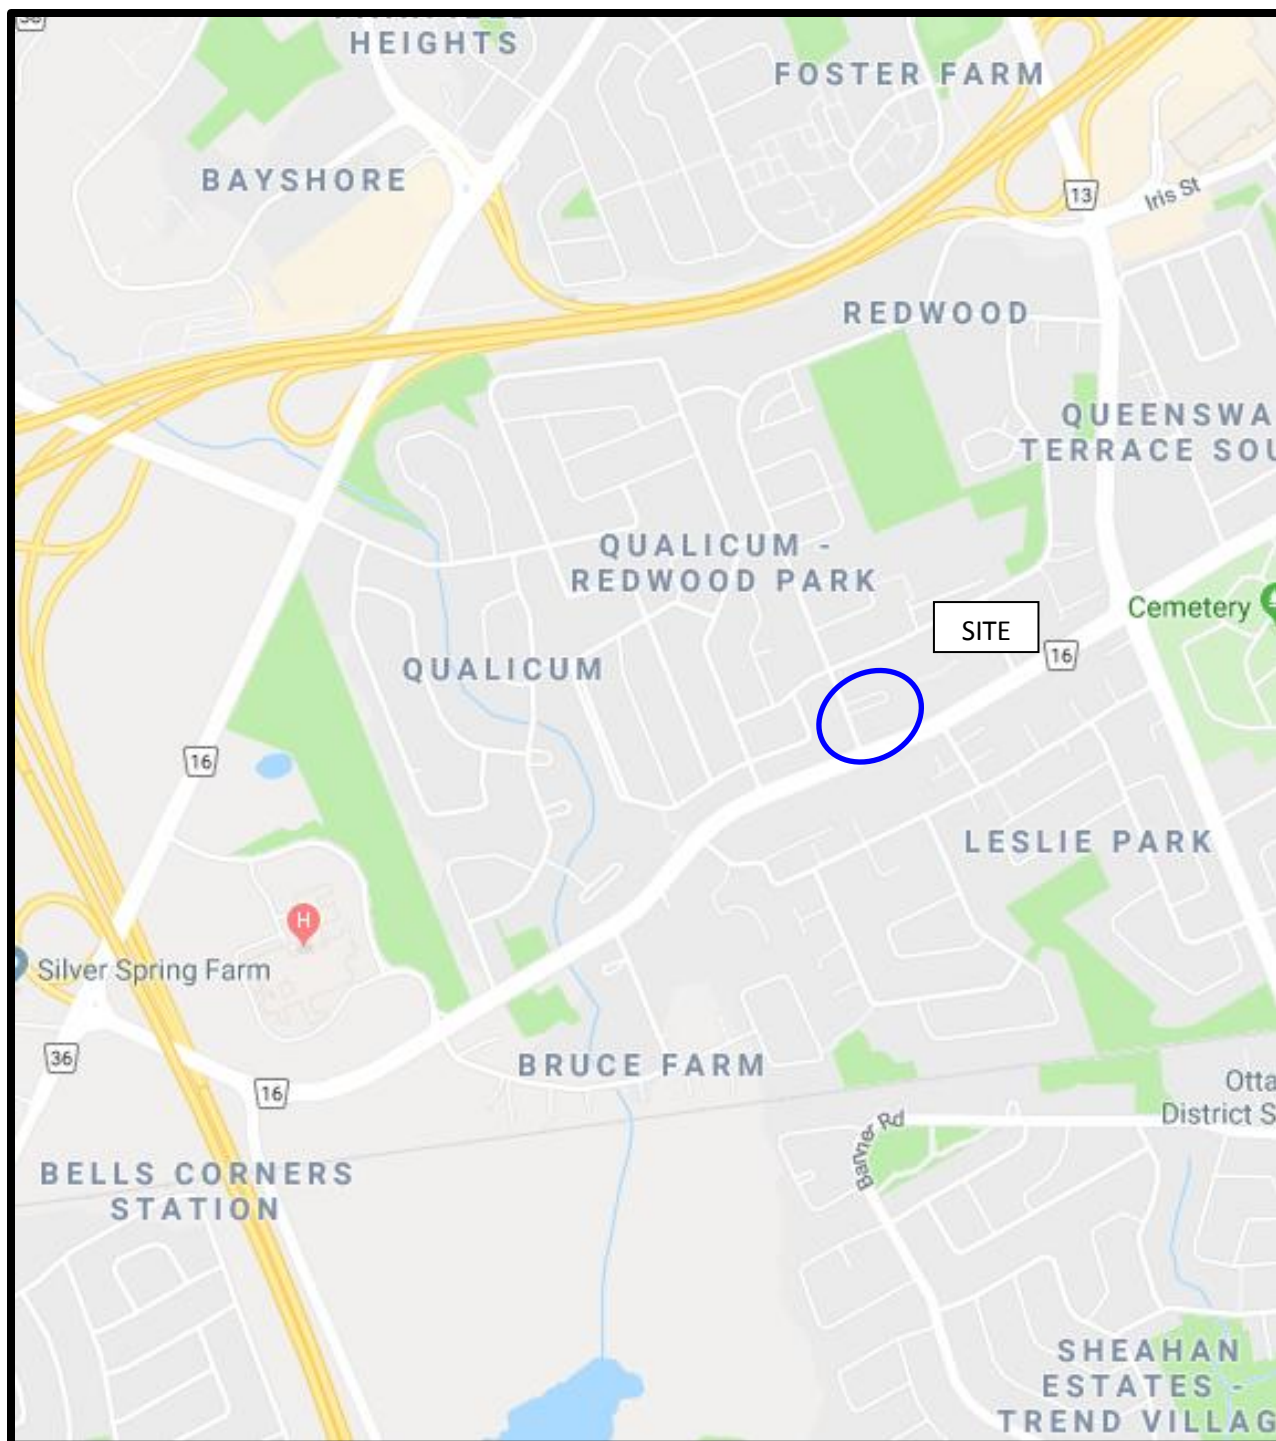 HEIGHTS
FOSTER FARM
BAYSHORE
13
Iris St
REDWOOD
QUEENSWA
TERRACE SOU
QUALICUM -
REDWOOD PARK
Cemetery
SITE
16
QUALICUM
16
LESLIE PARK
H
Silver Spring Farm
36
BRUCE FARM
16
Otta
District S
Barvier Rd
BELLS CORNERS
STATION
SHEAHAN
ESTATES -
TREND VILLAG